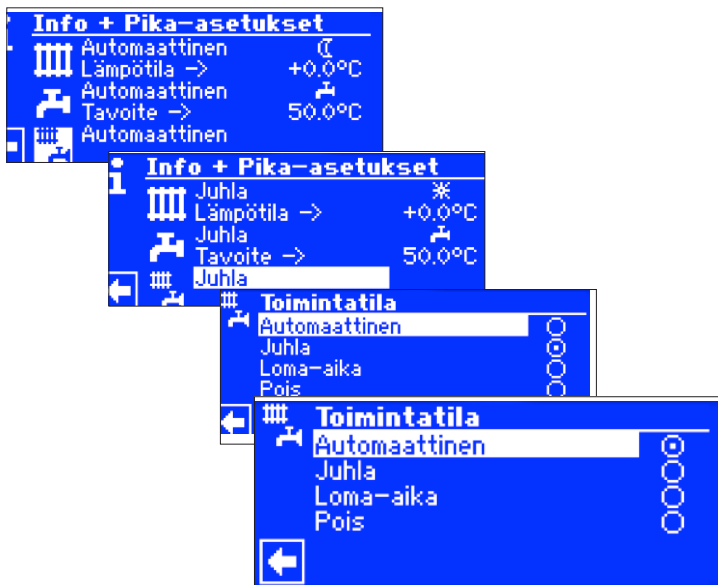 Info + Pika-asetukset
Automaattinen
Lämpötila -> +0.0°C
Automaattinen
Tavoite -> 50.0°C
Automaattinen
i Info + Pika-asetukset
Juhla
Lämpötila -> +0.0°C
Juhla
Tavoite -> 50.0°C
Juhla
Toimintatila
Automaattinen
Juhla
Loma-aika
Pois
Toimintatila
Automaattinen
Juhla
Loma-aika
Pois